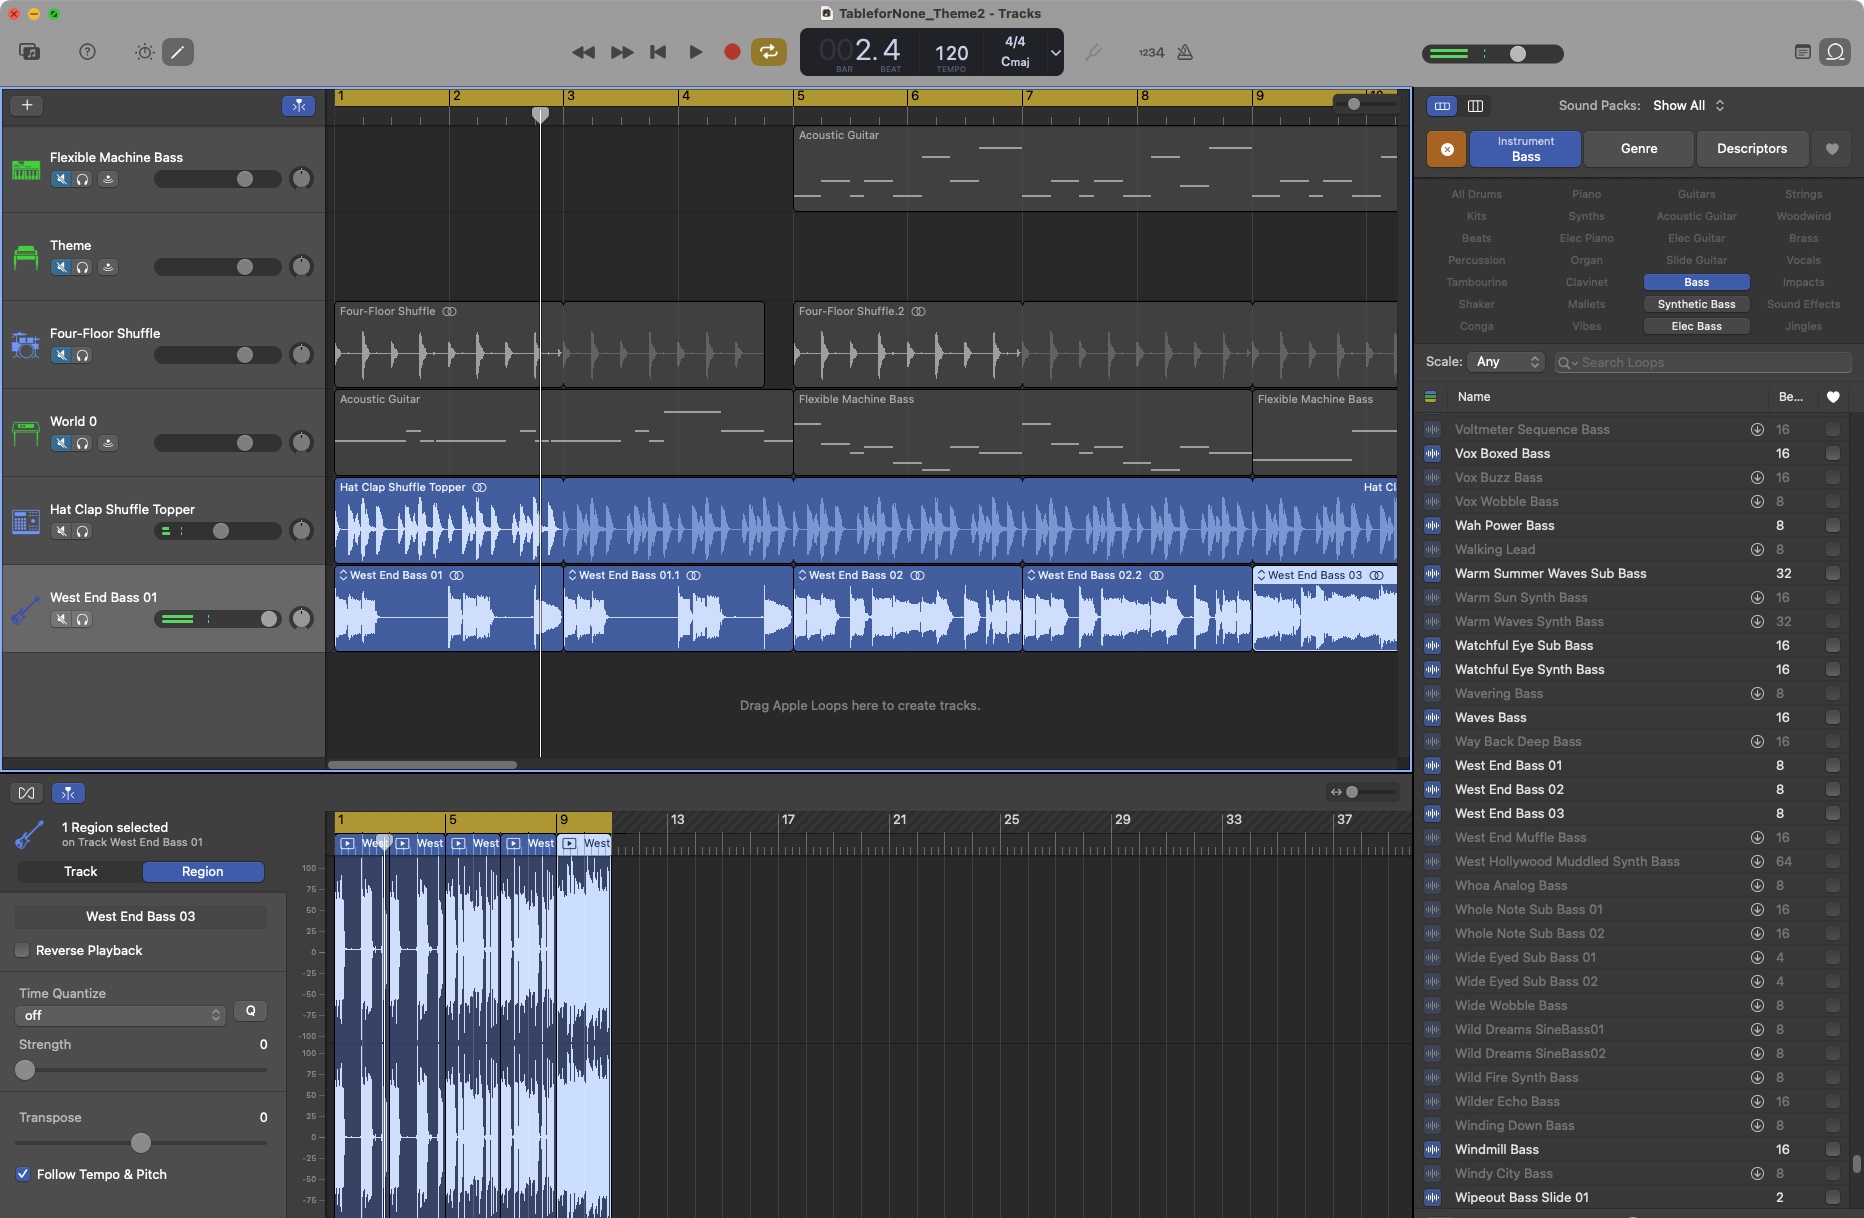 TableforNone_Theme2 - Tracks
002.4
BAR BEAT
120
TEMPO
4/4
Cmaj
1234
1 2 3 4 5 6 7 8 9 10
Sound Packs: Show All
Instrument
Bass
Genre
Descriptors
All Drums Piano Guitars Strings
Kits Synths Acoustic Guitar Woodwind
Beats Elec Piano Elec Guitar Brass
Percussion Organ Slide Guitar Vocals
Tambourine Clavinet Bass Impacts
Shaker Mallets Synthetic Bass Sound Effects
Conga Vibes Elec Bass Jingles
Scale: Any Search Loops
Name Be...
Voltmeter Sequence Bass 16
Vox Boxed Bass 16
Vox Buzz Bass 16
Vox Wobble Bass 8
Wah Power Bass 8
Walking Lead 8
Warm Summer Waves Sub Bass 32
Warm Sun Synth Bass 16
Warm Waves Synth Bass 32
Watchful Eye Sub Bass 16
Watchful Eye Synth Bass 16
Wavering Bass 8
Waves Bass 16
Way Back Deep Bass 16
West End Bass 01 8
West End Bass 02 8
West End Bass 03 8
West End Muffle Bass 16
West Hollywood Muddled Synth Bass 64
Whoa Analog Bass 8
Whole Note Sub Bass 01 16
Whole Note Sub Bass 02 16
Wide Eyed Sub Bass 01 4
Wide Eyed Sub Bass 02 4
Wide Wobble Bass 8
Wild Dreams SineBass01 8
Wild Dreams SineBass02 8
Wild Fire Synth Bass 8
Wilder Echo Bass 16
Winding Down Bass 8
Windmill Bass 16
Windy City Bass 8
Wipeout Bass Slide 01 2
Flexible Machine Bass
Acoustic Guitar
Theme
Four-Floor Shuffle
Four-Floor Shuffle
Four-Floor Shuffle.2
World 0
Acoustic Guitar
Flexible Machine Bass
Flexible Machine Bass
Hat Clap Shuffle Topper
Hat Clap Shuffle Topper
Hat Cl
West End Bass 01
West End Bass 01
West End Bass 01.1
West End Bass 02
West End Bass 02.2
West End Bass 03
Drag Apple Loops here to create tracks.
1 Region selected
on Track West End Bass 01
Track Region
West End Bass 03
Reverse Playback
Time Quantize
off Q
Strength 0
Transpose 0
Follow Tempo & Pitch
1 5 9 13 17 21 25 29 33 37
West West West West West
100
75
50
25
0
-25
-50
-75
-100
100
75
50
25
0
-25
-50
-75